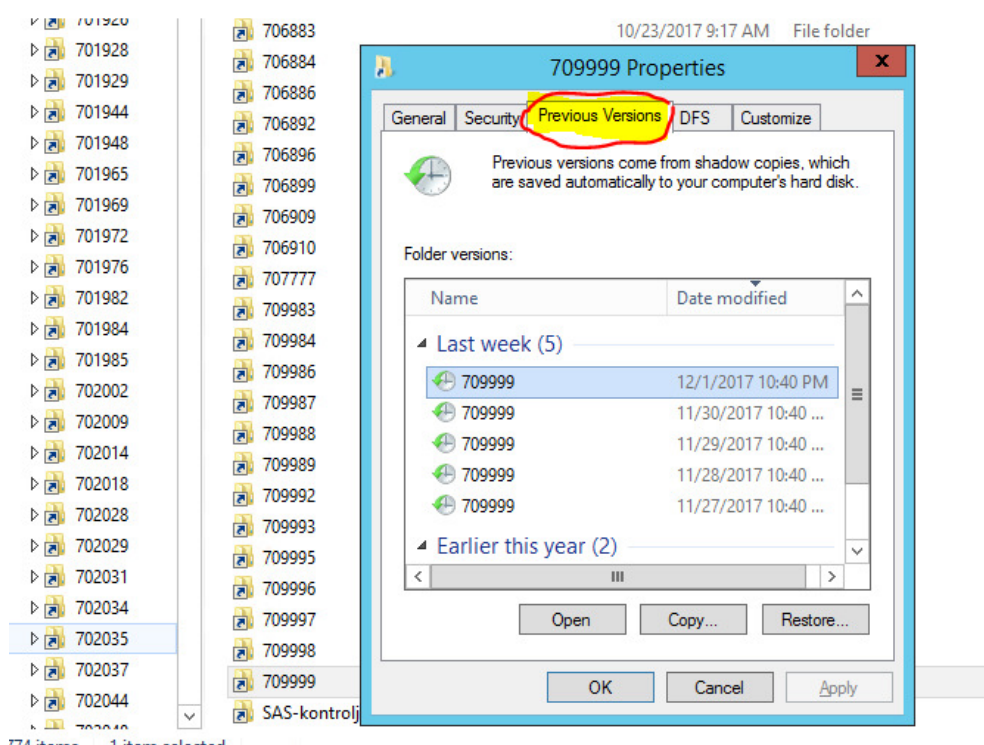 701926
701928
701929
701944
701948
701965
701969
701972
701976
701982
701984
701985
702002
702009
702014
702018
702028
702029
702031
702034
702035
702037
702044
706883 10/23/2017 9:17 AM File folder
706884
706886
706892
706896
706899
706909
706910
707777
709983
709984
709986
709987
709988
709989
709992
709993
709995
709996
709997
709998
709999
SAS-kontrolj
709999 Properties
General Security Previous Versions DFS Customize
Previous versions come from shadow copies, which
are saved automatically to your computer's hard disk.
Folder versions:
Name Date modified
Last week (5)
709999 12/1/2017 10:40 PM
709999 11/30/2017 10:40 ...
709999 11/29/2017 10:40 ...
709999 11/28/2017 10:40 ...
709999 11/27/2017 10:40 ...
Earlier this year (2)
Open Copy... Restore...
OK Cancel Apply
774 items 1 item selected